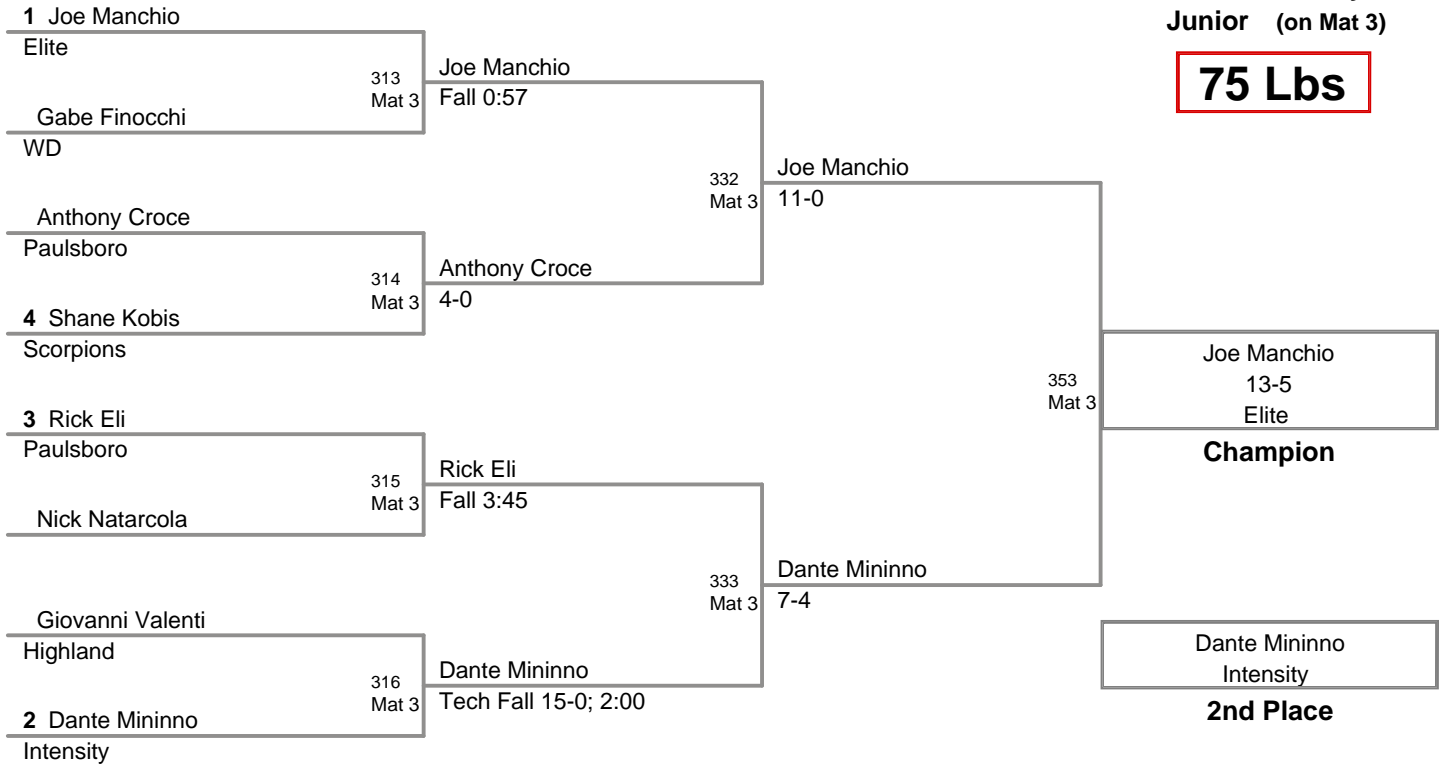 Junior (on Mat 3)
75 Lbs
1 Joe Manchio
Elite
313
Mat 3
Gabe Finocchi
WD
Joe Manchio
Fall 0:57
Anthony Croce
Paulsboro
314
Mat 3
4 Shane Kobis
Scorpions
Anthony Croce
4-0
332
Mat 3
Joe Manchio
11-0
3 Rick Eli
Paulsboro
315
Mat 3
Nick Natarcola
Rick Eli
Fall 3:45
Giovanni Valenti
Highland
316
Mat 3
2 Dante Mininno
Intensity
Dante Mininno
Tech Fall 15-0; 2:00
333
Mat 3
Dante Mininno
7-4
353
Mat 3
Joe Manchio
13-5
Elite
Champion
Dante Mininno
Intensity
2nd Place